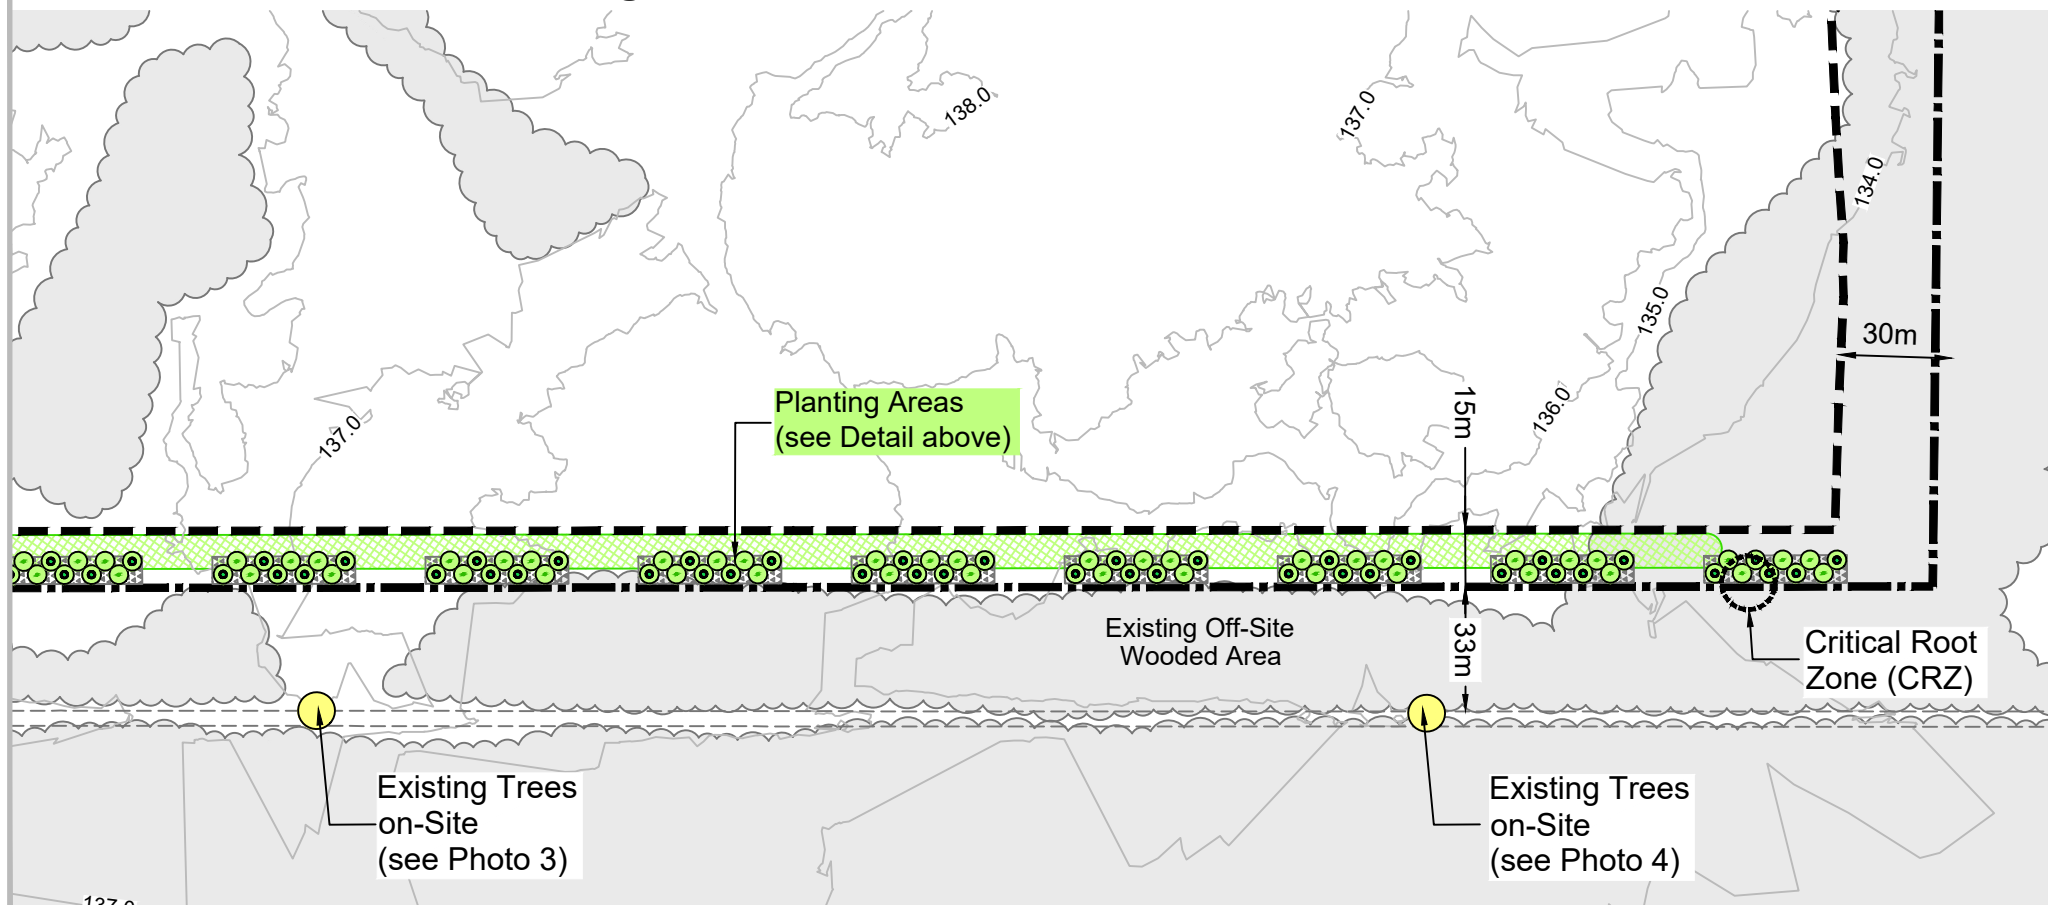 138.0
137.0
134.0
135.0
30m
Planting Areas
(see Detail above)
15m
136.0
137.0
Existing Off-Site
Wooded Area
33m
Critical Root
Zone (CRZ)
Existing Trees
on-Site
(see Photo 3)
Existing Trees
on-Site
(see Photo 4)
137.0